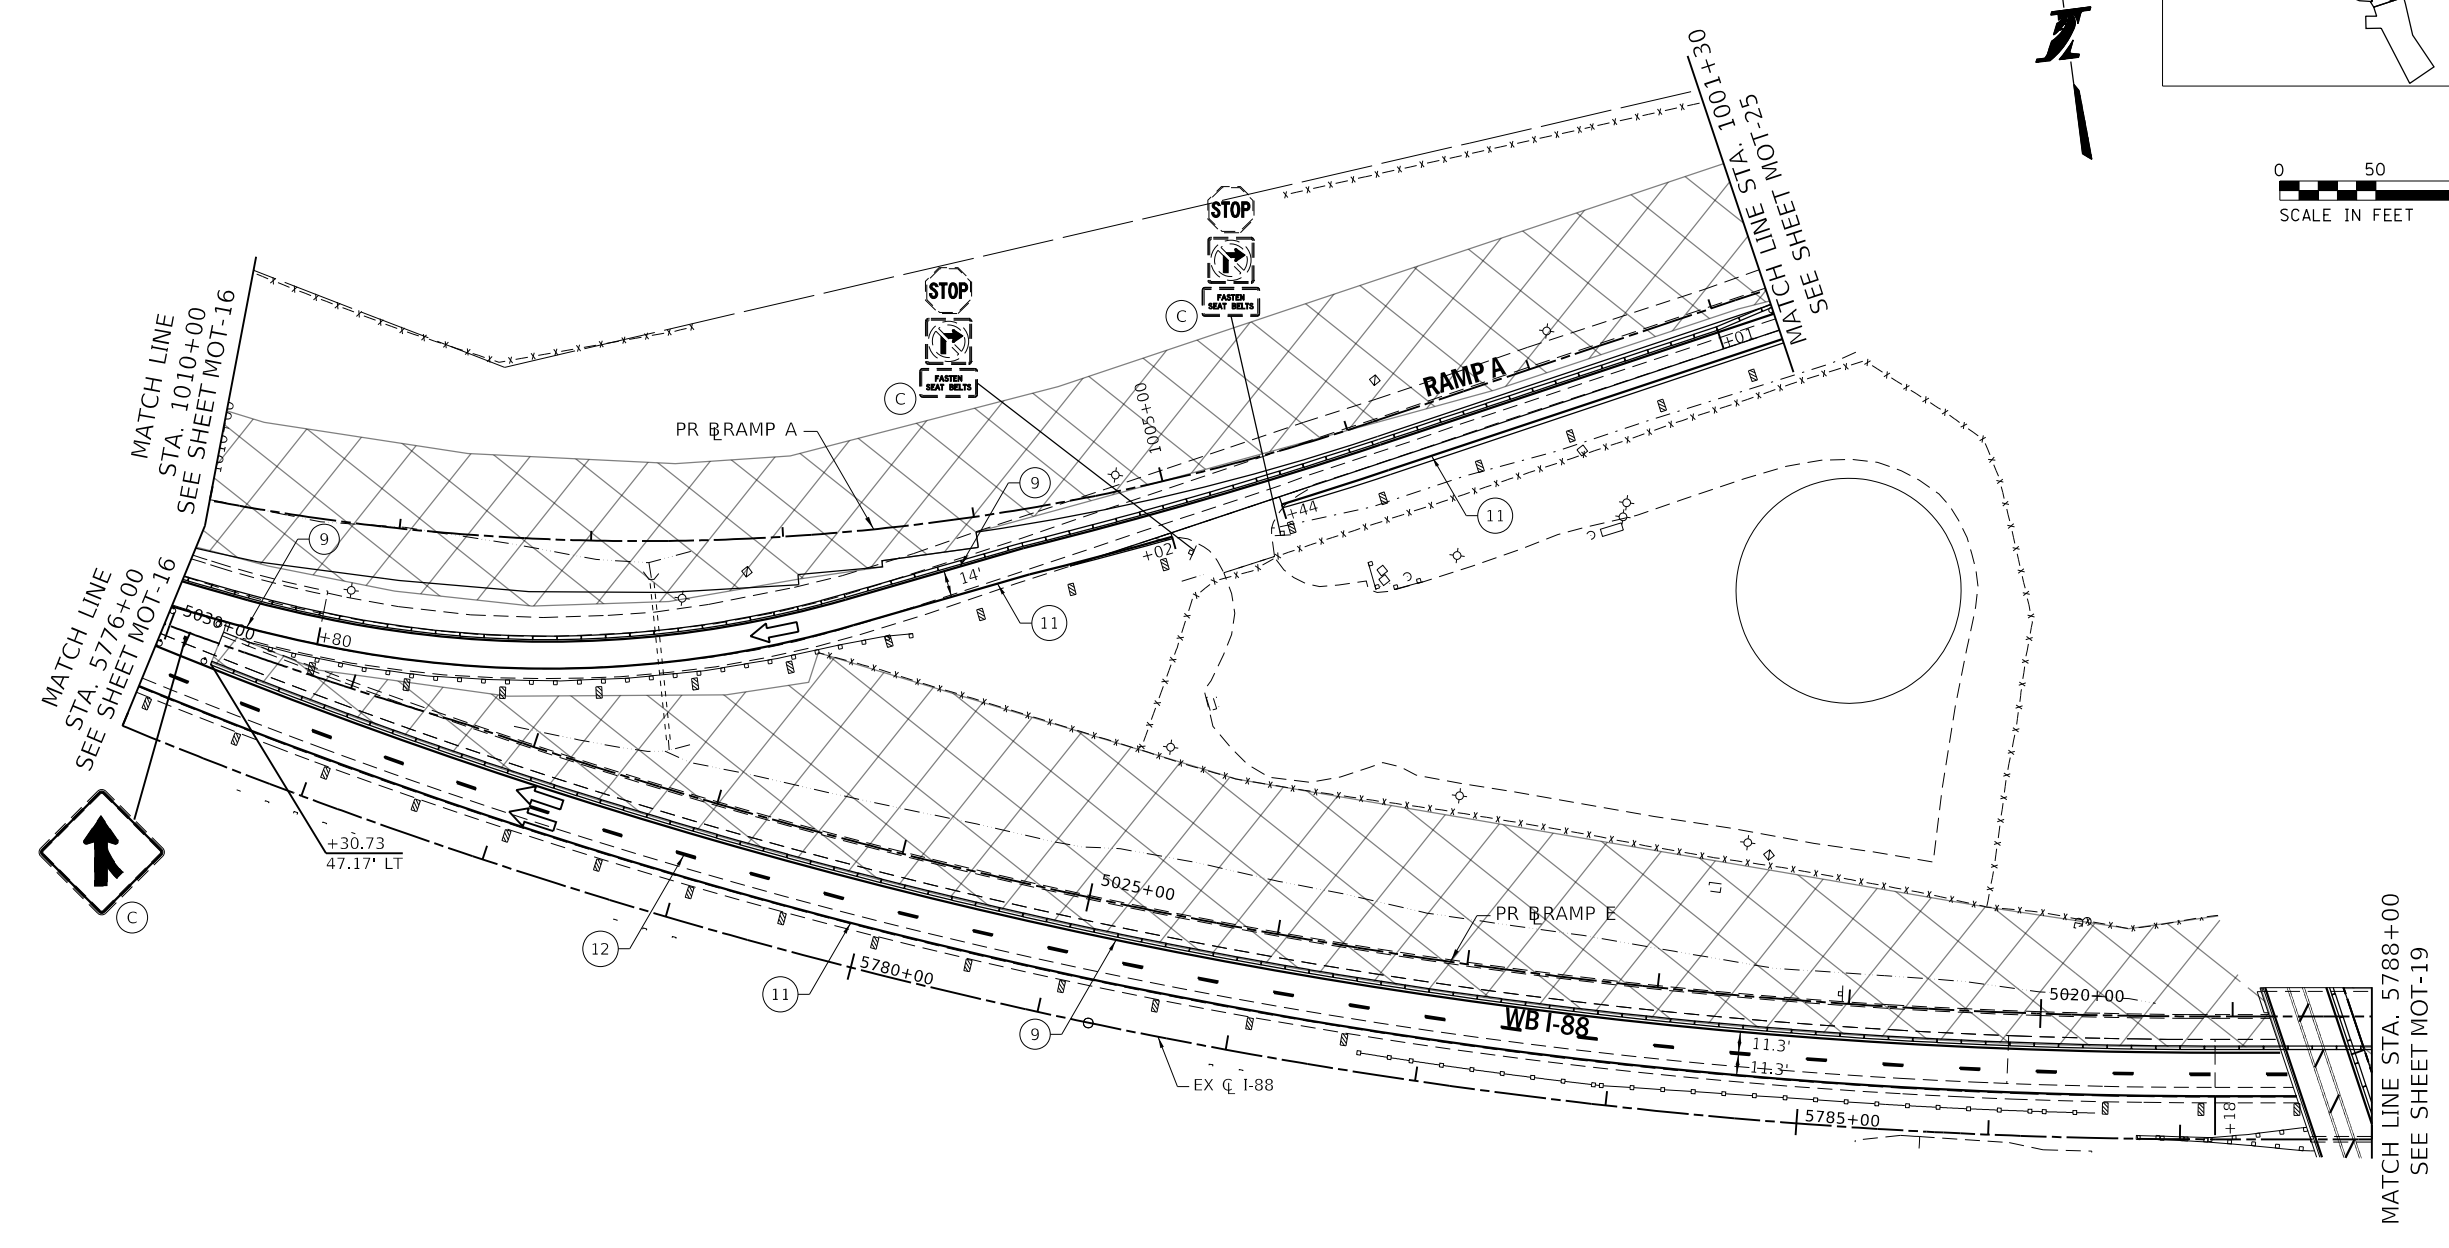 MATCH LINE STA. 1001+30
SEE SHEET MOT-25
0 50
SCALE IN FEET
STOP
FASTEN
SEAT BELTS
C
STOP
FASTEN
SEAT BELTS
C
MATCH LINE
STA. 1010+00
SEE SHEET MOT-16
PR ℄ RAMP A
1005+00
RAMP A
+01
9
+44
11
9
+02
14'
11
MATCH LINE
STA. 5776+00
SEE SHEET MOT-16
5030+00
+80
+30.73
47.17' LT
C
12
11
5780+00
9
5025+00
PR ℄ RAMP E
WB I-88
EX ℄ I-88
11.3'
11.3'
5020+00
5785+00
+18
MATCH LINE STA. 5788+00
SEE SHEET MOT-19